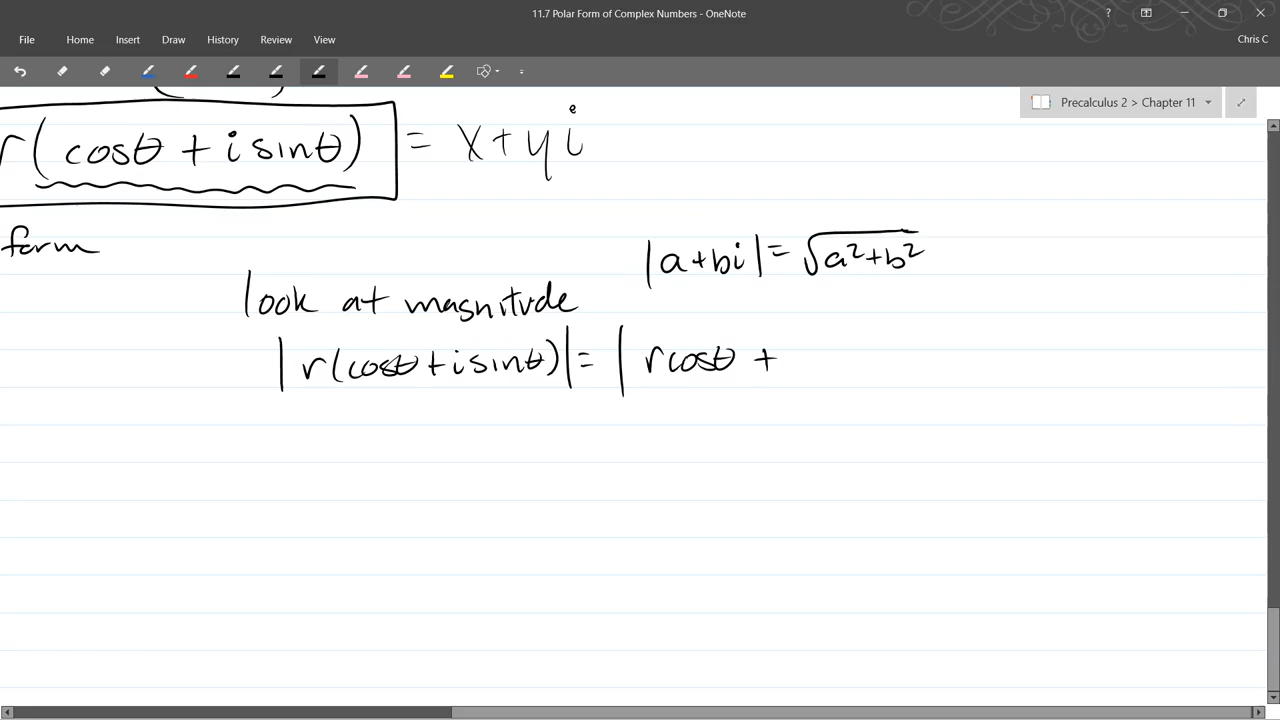 11.7 Polar Form of Complex Numbers - OneNote
?
File Home Insert Draw History Review View
Chris C
Precalculus 2 > Chapter 11
r(cosθ + i sinθ) = x + yi
form
|a+bi| = √a²+b²
look at magnitude
|r(cosθ + i sinθ)| = | rcosθ +